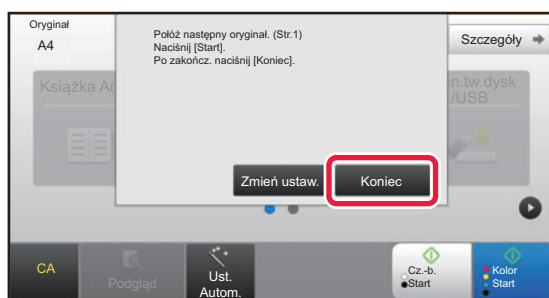 Oryginał
A4
Położ następny oryginał. (Str.1)
Naciśnij [Start].
Po zakończ. naciśnij [Koniec].
Szczegóły
Książka Ad
n.tw.dysk
/USB
Zmień ustaw.
Koniec
CA
Podgląd
Ust.
Autom.
Cz.-b.
Start
Kolor
Start